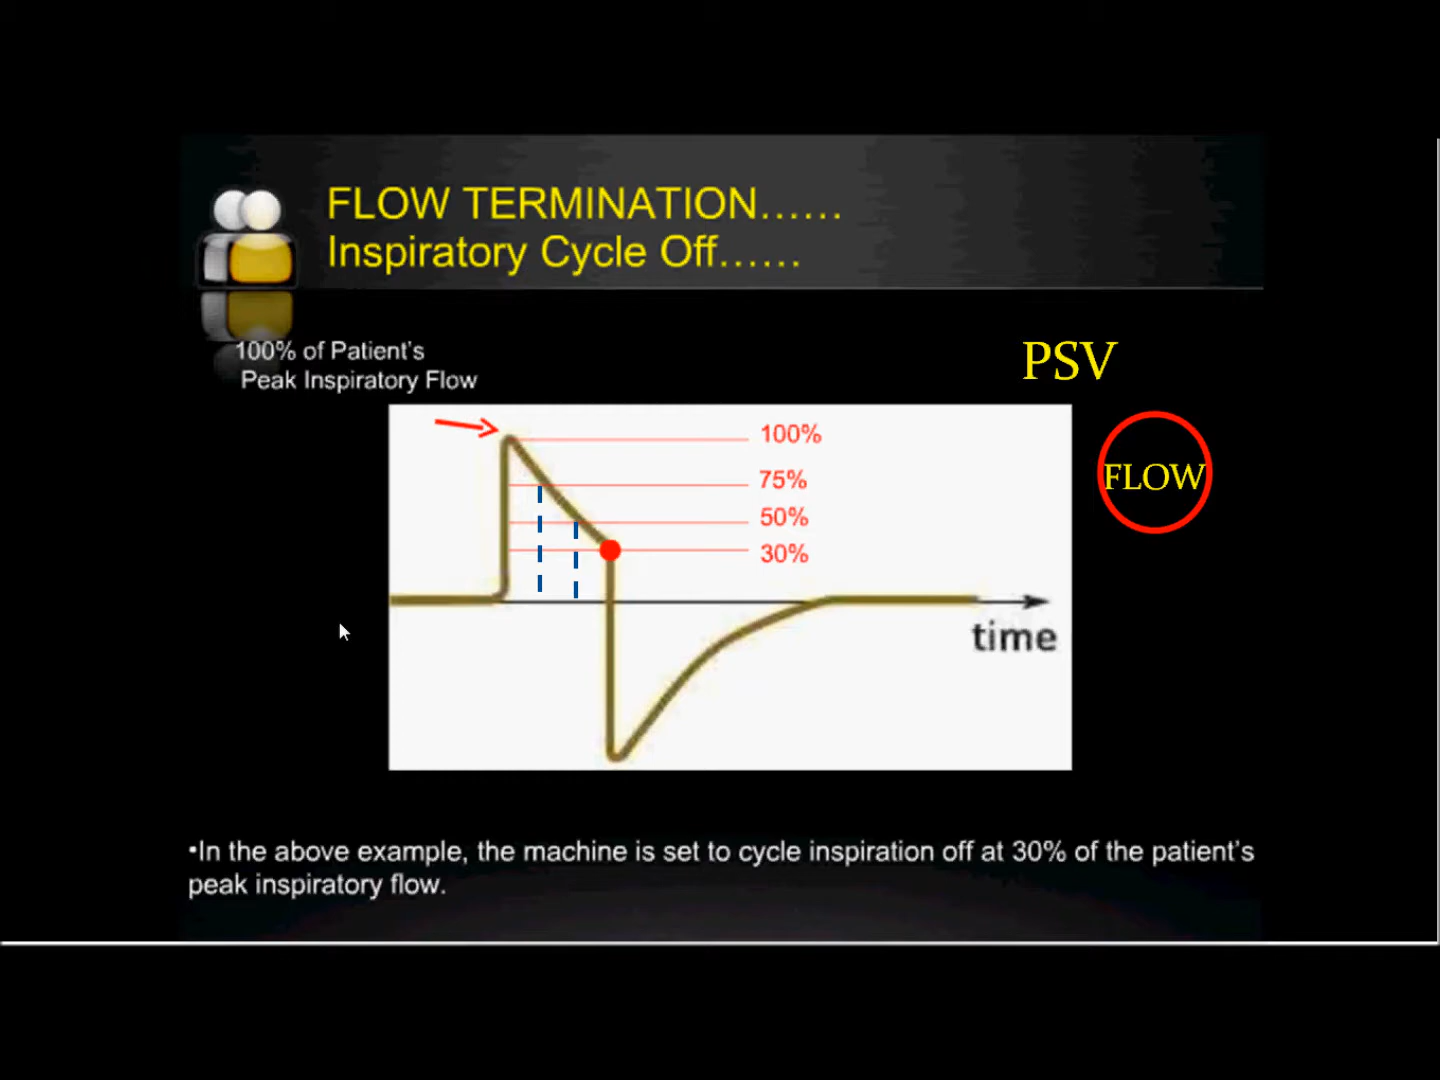 FLOW TERMINATION......
Inspiratory Cycle Off......
100% of Patient's
Peak Inspiratory Flow
PSV
100%
75%
FLOW
50%
30%
time
•In the above example, the machine is set to cycle inspiration off at 30% of the patient's
peak inspiratory flow.